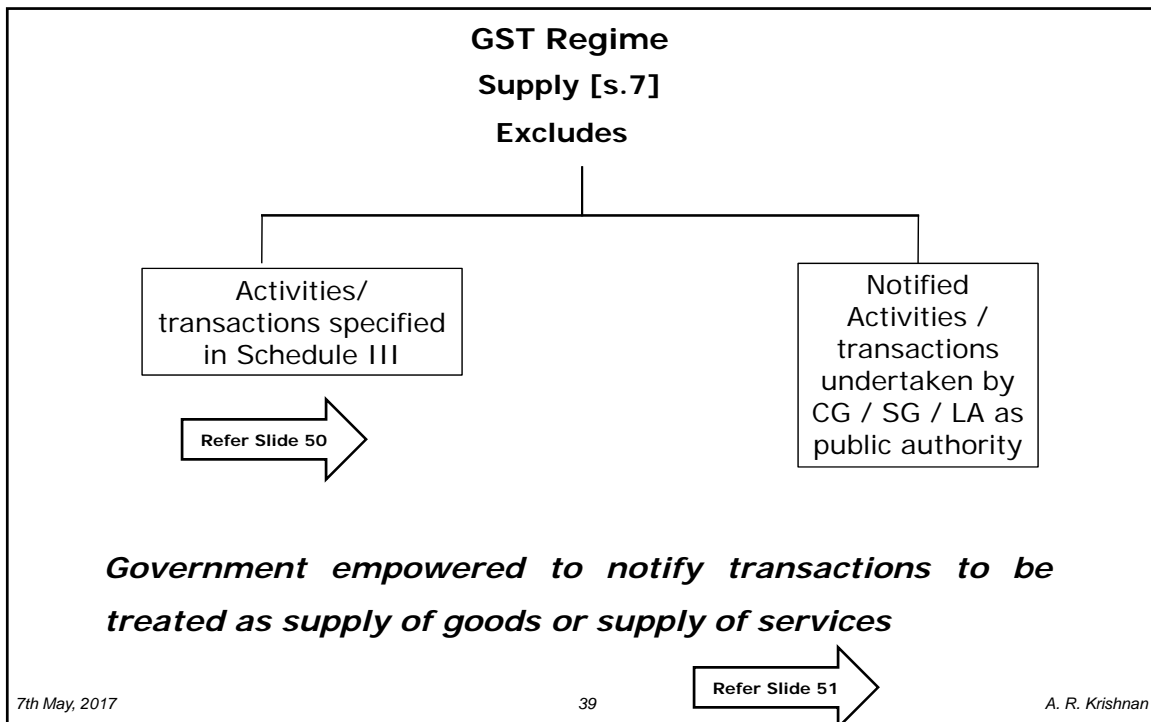 GST Regime
Supply [s.7]
Excludes
Activities/
transactions specified
in Schedule III
Refer Slide 50
Notified
Activities /
transactions
undertaken by
CG / SG / LA as
public authority
Government empowered to notify transactions to be
treated as supply of goods or supply of services
Refer Slide 51
7th May, 2017
39
A. R. Krishnan